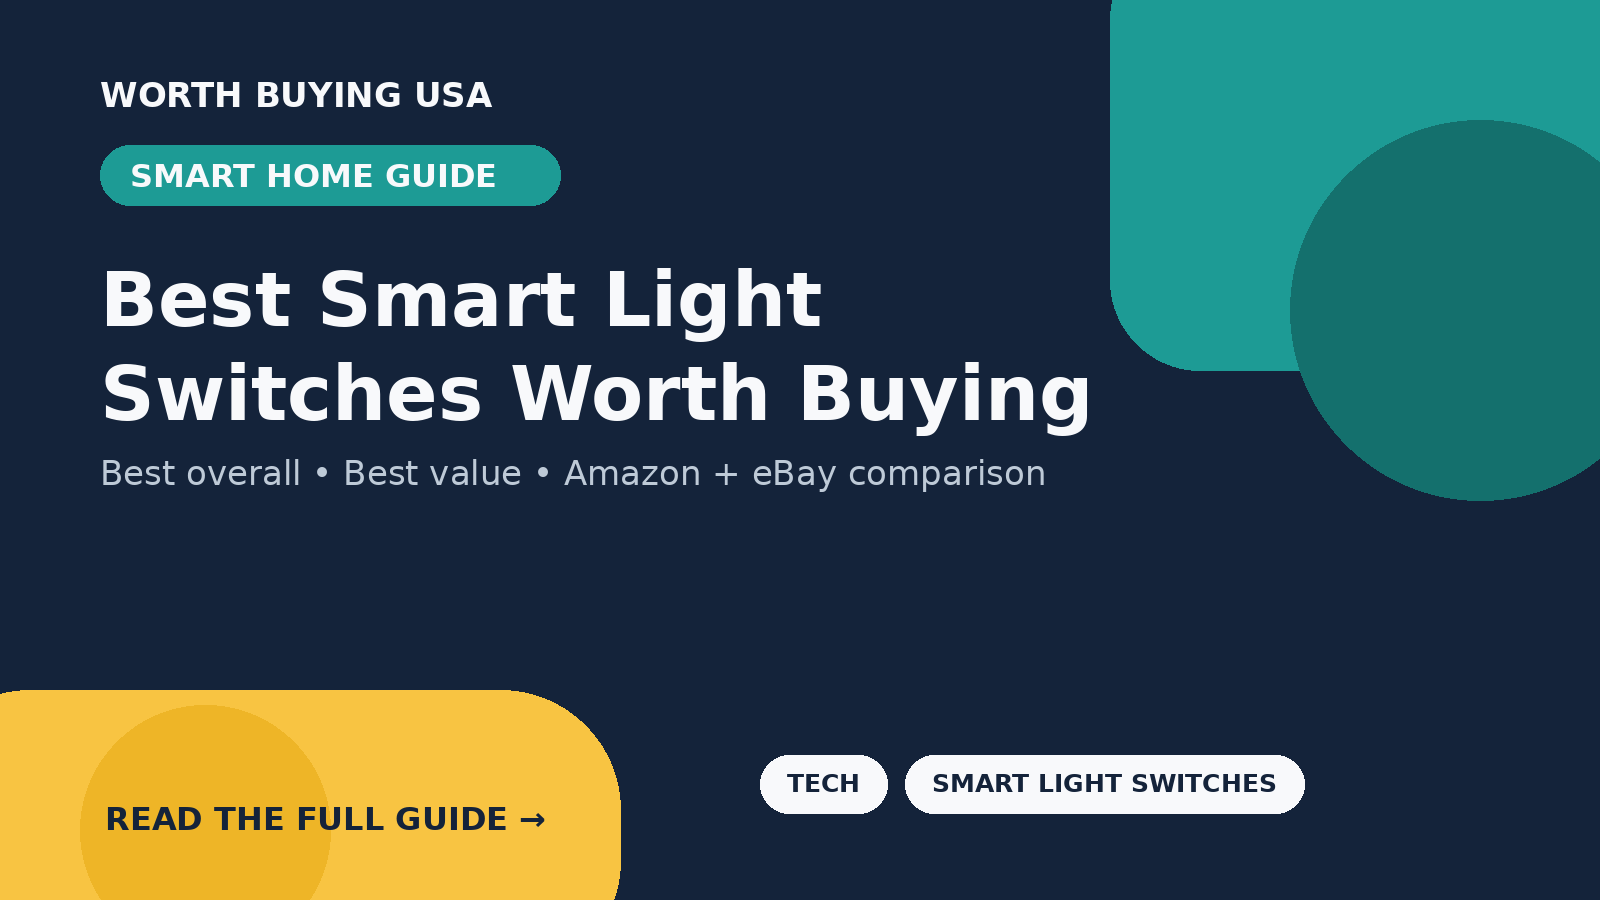 WORTH BUYING USA
SMART HOME GUIDE
Best Smart Light
Switches Worth Buying
Best overall • Best value • Amazon + eBay comparison
TECH
SMART LIGHT SWITCHES
READ THE FULL GUIDE →